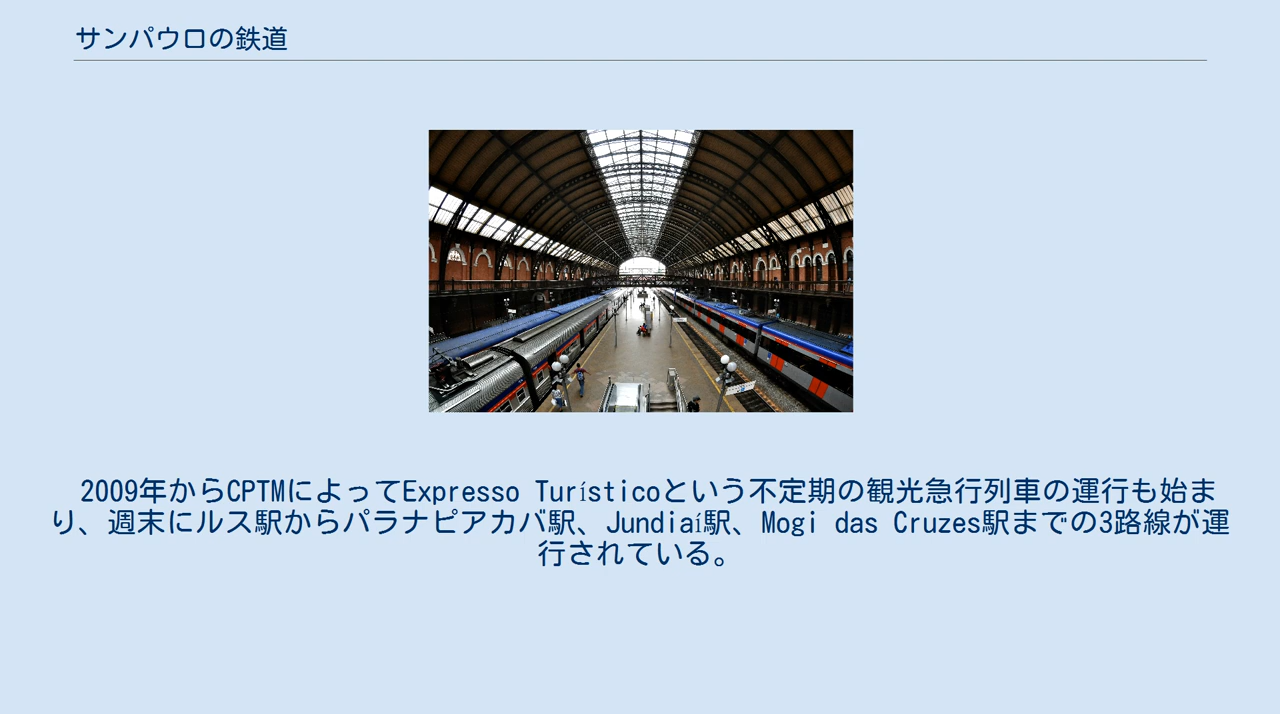 サンパウロの鉄道
2009年からCPTMによってExpresso Turísticoという不定期の観光急行列車の運行も始ま
り、週末にルス駅からパラナピアカバ駅、Jundiaí駅、Mogi das Cruzes駅までの3路線が運
行されている。